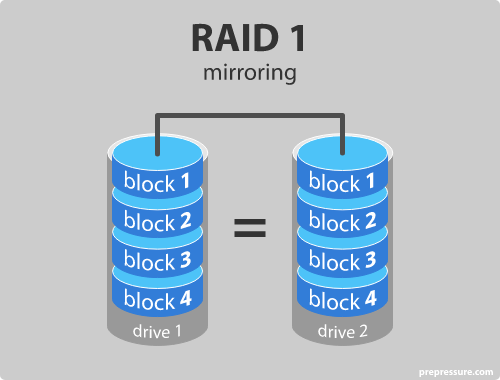 RAID 1
mirroring
block 1
block 2
block 3
block 4
drive 1
=
block 1
block 2
block 3
block 4
drive 2
prepressure.com